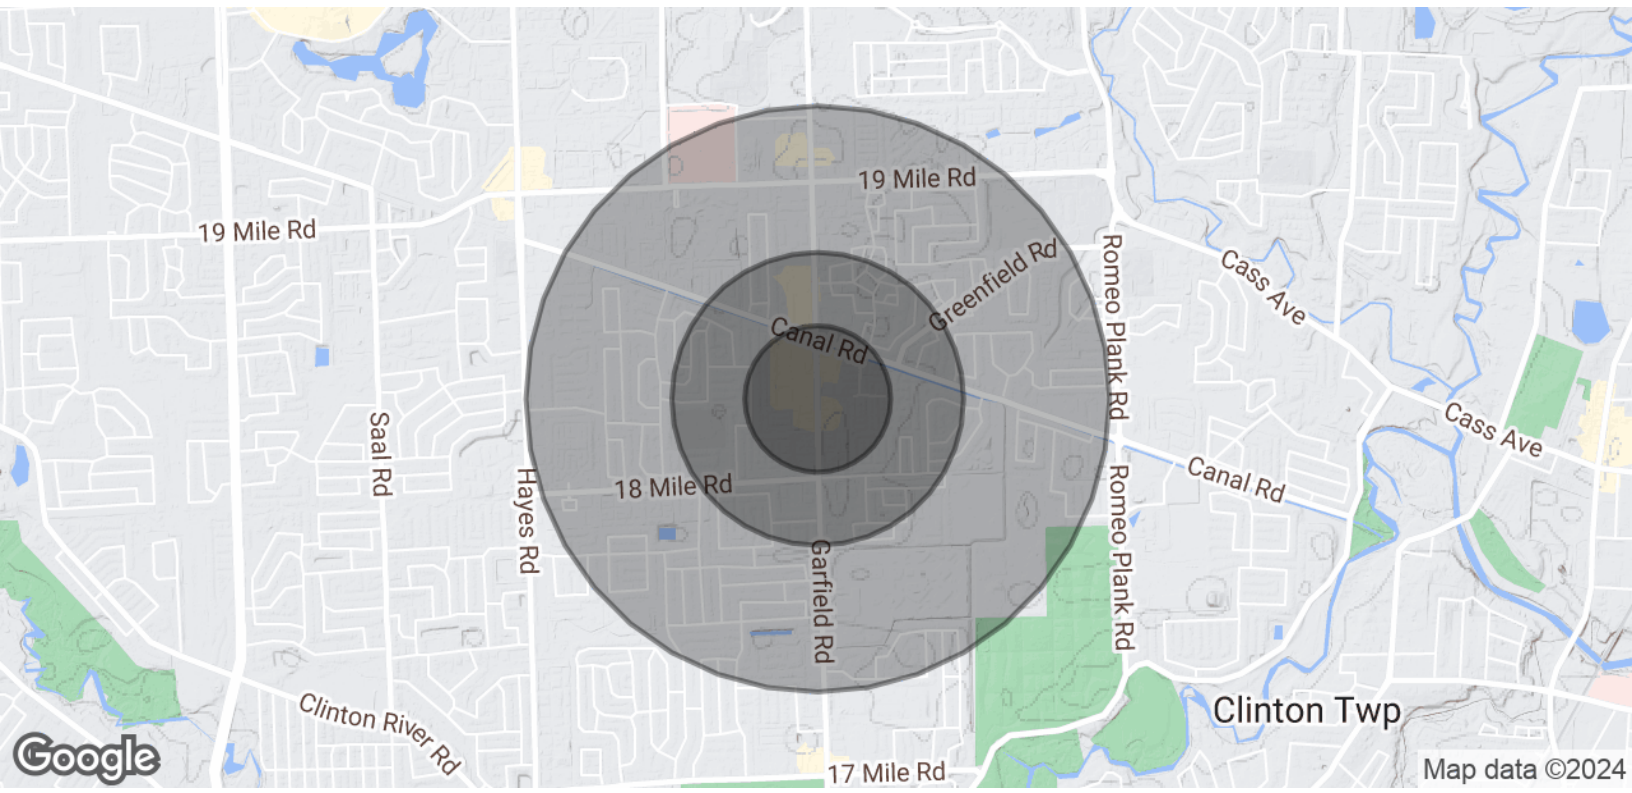 19 Mile Rd
19 Mile Rd
Greenfield Rd
Romeo Plank Rd
Cass Ave
Canal Rd
Cass Ave
Saal Rd
Hayes Rd
18 Mile Rd
Canal Rd
Romeo Plank Rd
Garfield Rd
Clinton River Rd
Clinton Twp
Google
17 Mile Rd
Map data ©2024